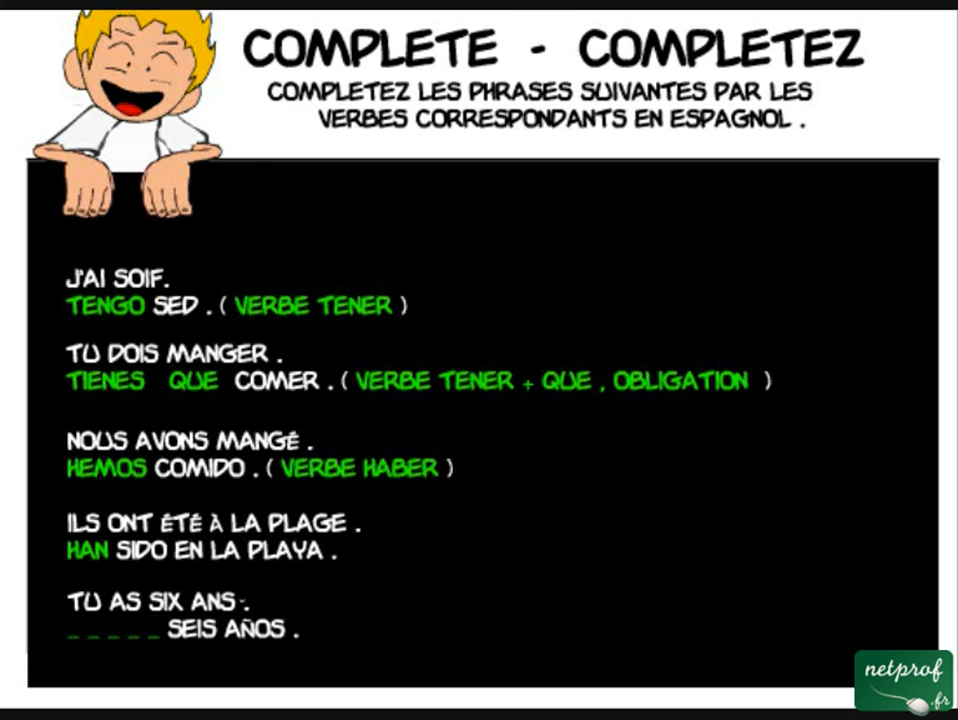 COMPLETE - COMPLETEZ
COMPLETEZ LES PHRASES SUIVANTES PAR LES
VERBES CORRESPONDANTS EN ESPAGNOL .
J'AI SOIF.
TENGO SED . ( VERBE TENER )
TU DOIS MANGER .
TIENES QUE COMER . ( VERBE TENER + QUE , OBLIGATION )
NOUS AVONS MANGÉ .
HEMOS COMIDO . ( VERBE HABER )
ILS ONT ÉTÉ À LA PLAGE .
HAN SIDO EN LA PLAYA .
TU AS SIX ANS .
_ _ _ _ _ SEIS AÑOS .
netprof
.fr